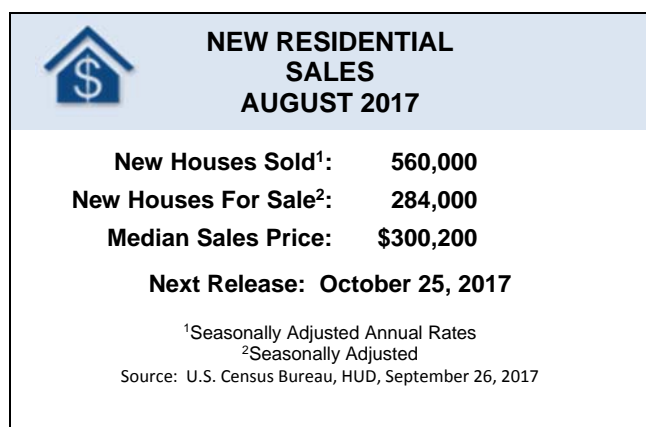 NEW RESIDENTIAL
SALES
AUGUST 2017
New Houses Sold¹: 560,000
New Houses For Sale²: 284,000
Median Sales Price: $300,200
Next Release: October 25, 2017
¹Seasonally Adjusted Annual Rates
²Seasonally Adjusted
Source: U.S. Census Bureau, HUD, September 26, 2017